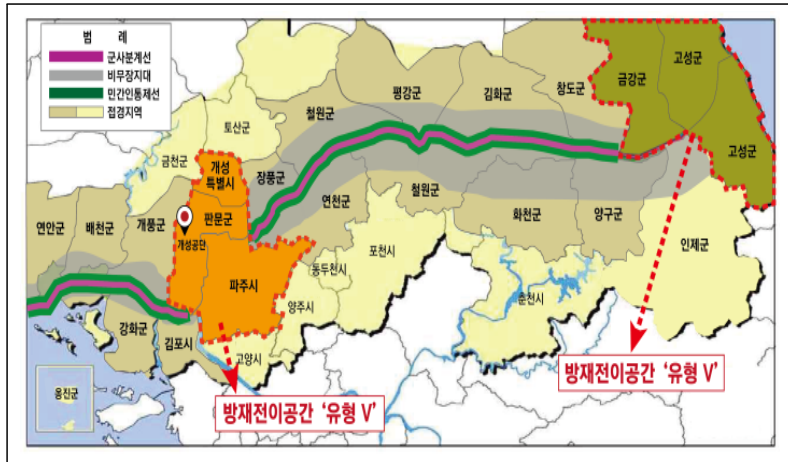 범 례
군사분계선
비무장지대
민간인통제선
접경지역
평강군
김화군
창도군
금강군
고성군
철원군
토산군
금천군
개성
특별시
장풍군
고성군
연안군
배천군
개풍군
판문군
개성공단
연천군
철원군
화천군
양구군
인제군
파주시
동두천시
포천시
양주시
춘천시
강화군
김포시
고양시
옹진군
방재전이공간 '유형 V'
방재전이공간 '유형 V'